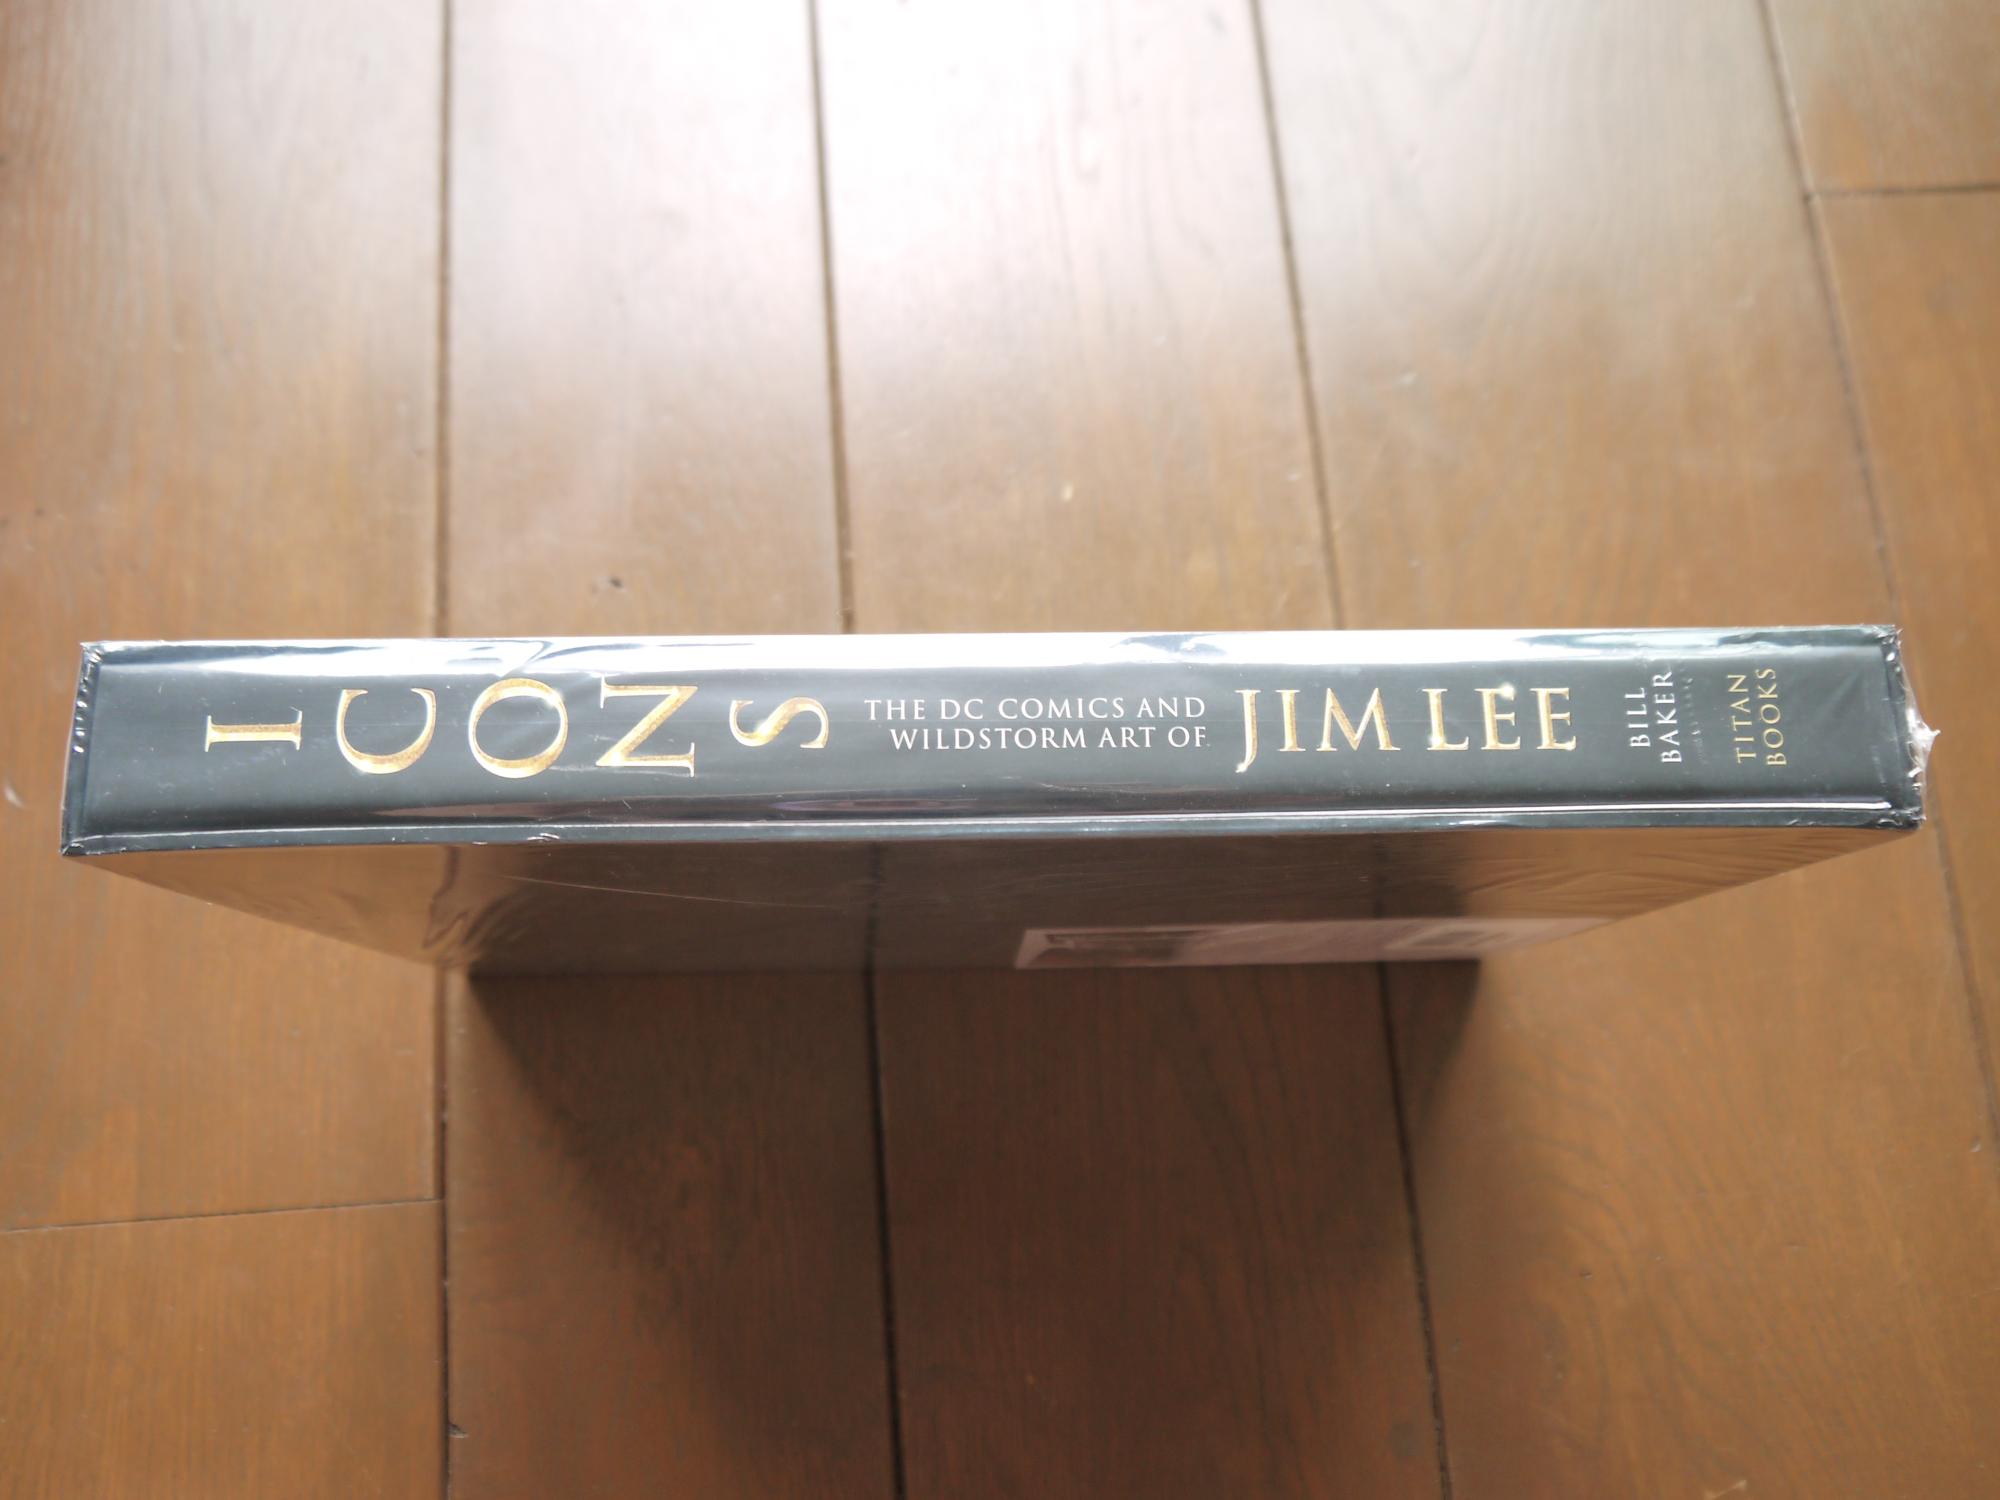 ICONS
THE DC COMICS AND
WILDSTORM ART OF
JIM LEE
BILL
BAKER
TITAN
BOOKS